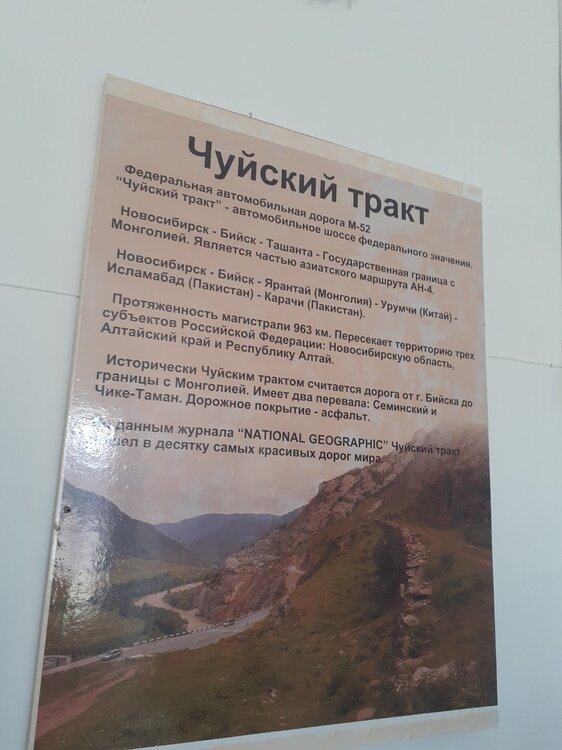 Чуйский тракт
Федеральная автомобильная дорога М-52
“Чуйский тракт” - автомобильное шоссе федерального значения.
Новосибирск - Бийск - Ташанта - Государственная граница с
Монголией. Является частью азиатского маршрута АН-4.
Новосибирск - Бийск - Ярантай (Монголия) - Урумчи (Китай) -
Исламабад (Пакистан) - Карачи (Пакистан).
Протяженность магистрали 963 км. Пересекает территорию трех
субъектов Российской Федерации: Новосибирскую область,
Алтайский край и Республику Алтай.
Исторически Чуйским трактом считается дорога от г. Бийска до
границы с Монголией. Имеет два перевала: Семинский и
Чике-Таман. Дорожное покрытие - асфальт.
данным журнала “NATIONAL GEOGRAPHIC” Чуйский тракт
в десятку самых красивых дорог мира.